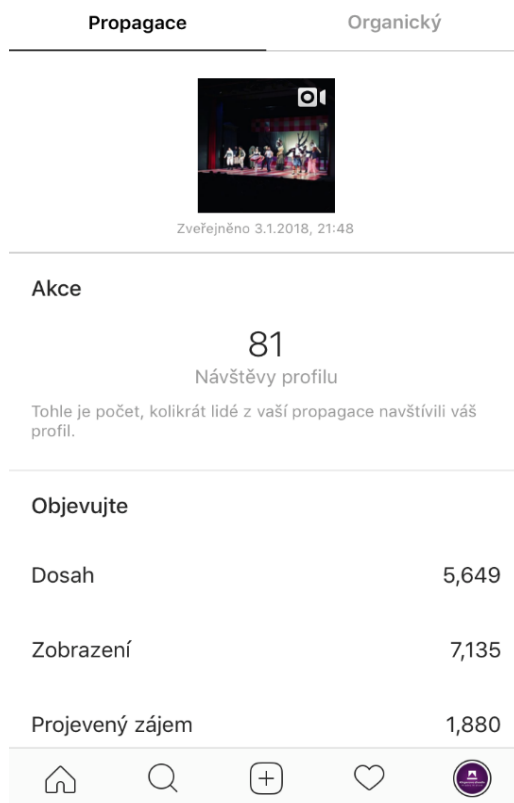 Propagace
Organický
Zveřejněno 3.1.2018, 21:48
Akce
81
Návštěvy profilu
Tohle je počet, kolikrát lidé z vaší propagace navštívili váš
profil.
Objevujte
Dosah 5,649
Zobrazení 7,135
Projevený zájem 1,880